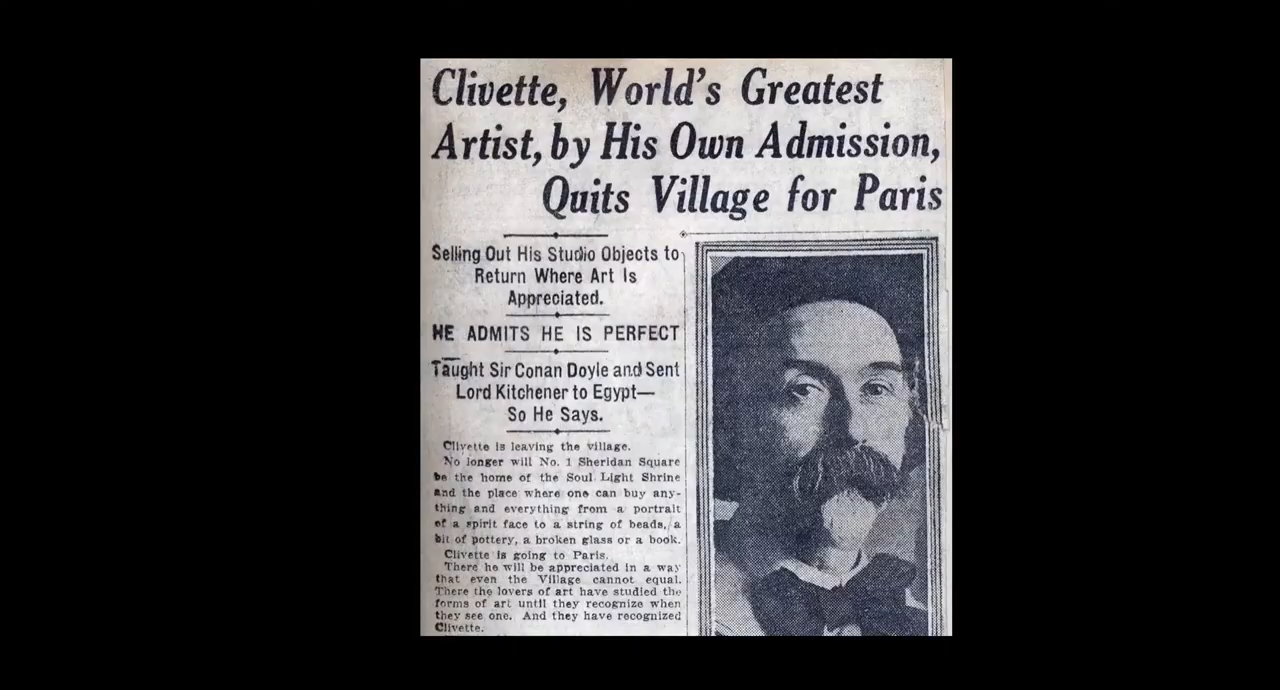 Clivette, World's Greatest
Artist, by His Own Admission,
Quits Village for Paris
Selling Out His Studio Objects to
Return Where Art Is
Appreciated.
HE ADMITS HE IS PERFECT
Taught Sir Conan Doyle and Sent
Lord Kitchener to Egypt—
So He Says.
Clivette is leaving the village.
No longer will No. 1 Sheridan Square
be the home of the Soul Light Shrine
and the place where one can buy any-
thing and everything from a portrait
of a spirit face to a string of beads, a
bit of pottery, a broken glass or a book.
Clivette is going to Paris.
There he will be appreciated in a way
that even the Village cannot equal.
There the lovers of art have studied the
forms of art until they recognize when
they see one. And they have recognized
Clivette.